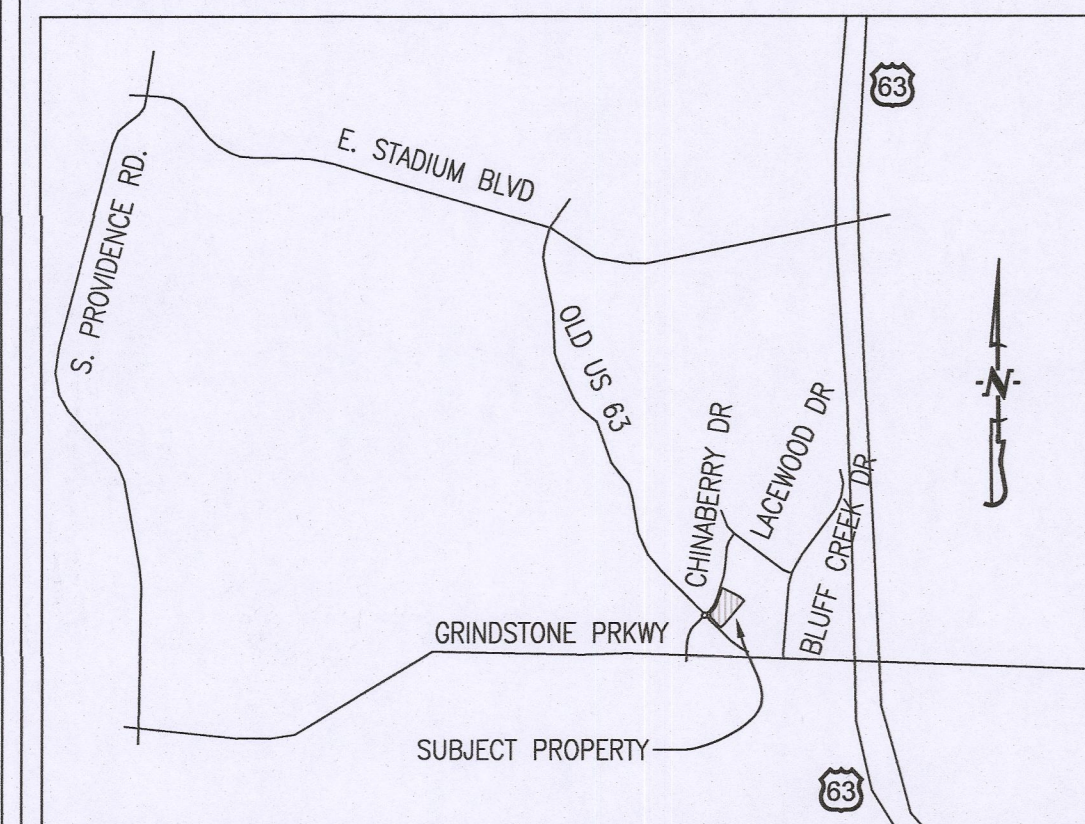 63
E. STADIUM BLVD
S. PROVIDENCE RD.
OLD US 63
N
CHINABERRY DR
LACEWOOD DR
BLUFF CREEK DR
GRINDSTONE PRKWY
SUBJECT PROPERTY
63